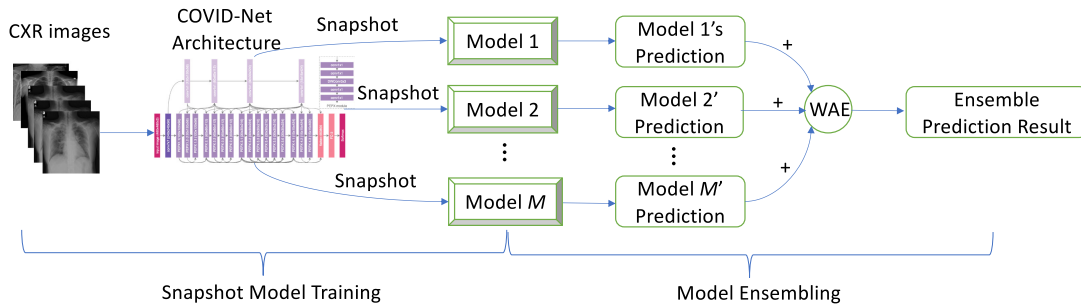 CXR images
COVID-Net
Architecture
Snapshot
Model 1
Model 1's
Prediction
+
Snapshot
Model 2
Model 2'
Prediction
+
WAE
Ensemble
Prediction Result
Snapshot
Model M
Model M'
Prediction
+
Snapshot Model Training
Model Ensembling